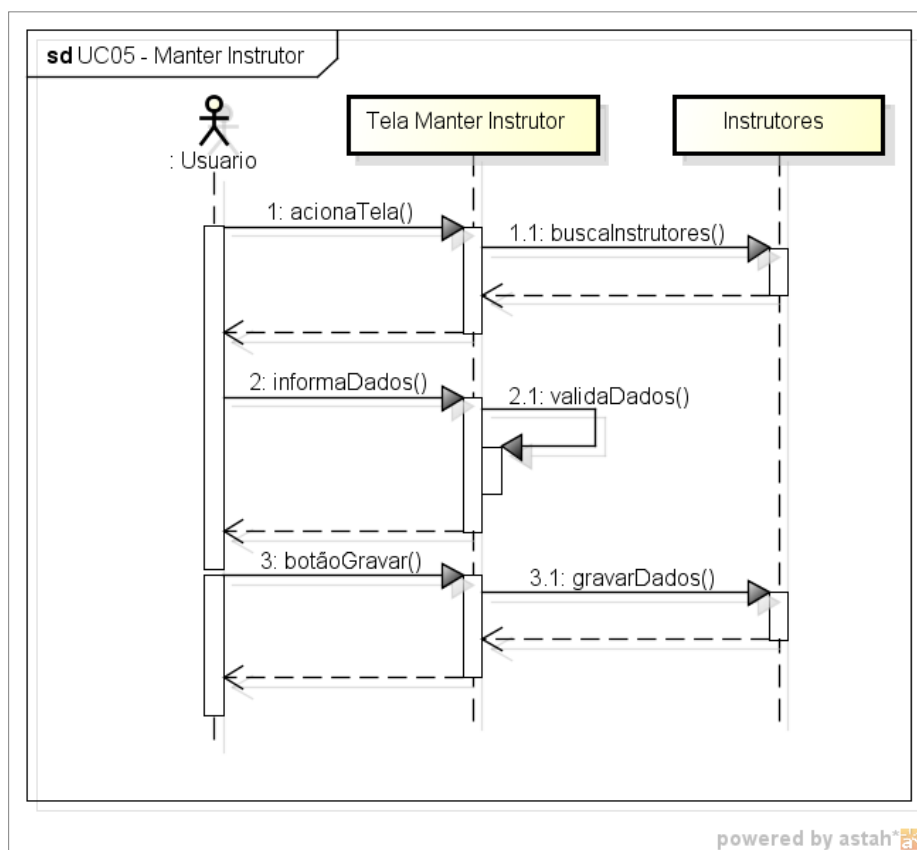 sd UC05 - Manter Instrutor
: Usuario
Tela Manter Instrutor
Instrutores
1: acionaTela()
1.1: buscaInstrutores()
2: informaDados()
2.1: validaDados()
3: botãoGravar()
3.1: gravarDados()
powered by astah*